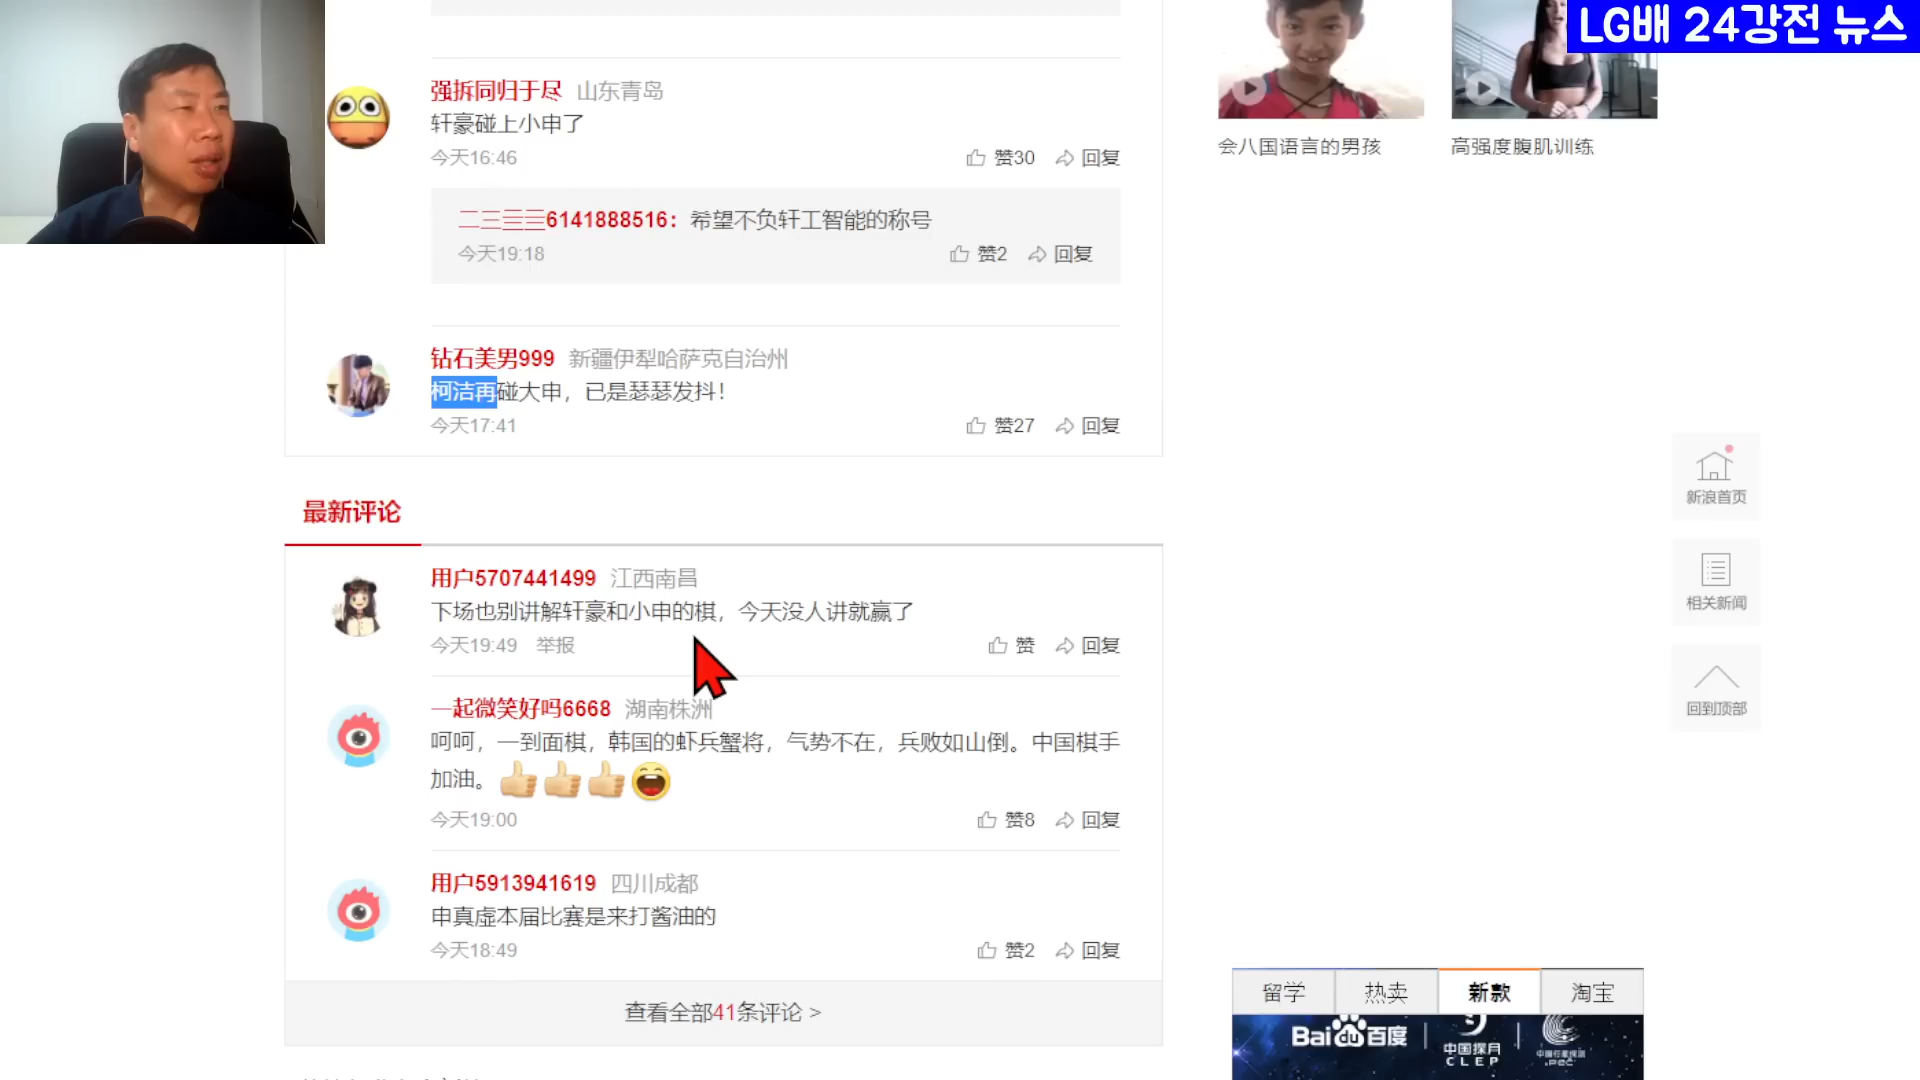 LG배 24강전 뉴스
强拆同归于尽 山东青岛
轩豪碰上小申了
今天16:46 赞30 回复
二三亖亖6141888516：希望不负轩工智能的称号
今天19:18 赞2 回复
钻石美男999 新疆伊犁哈萨克自治州
柯洁再碰大申，已是瑟瑟发抖！
今天17:41 赞27 回复
最新评论
用户5707441499 江西南昌
下场也别讲解轩豪和小申的棋，今天没人讲就赢了
今天19:49 举报 赞 回复
一起微笑好吗6668 湖南株洲
呵呵，一到面棋，韩国的虾兵蟹将，气势不在，兵败如山倒。中国棋手
加油。
今天19:00 赞8 回复
用户5913941619 四川成都
申真虚本届比赛是来打酱油的
今天18:49 赞2 回复
查看全部41条评论 >
会八国语言的男孩
高强度腹肌训练
新浪首页
相关新闻
回到顶部
留学 热卖 新款 淘宝
Bai du 百度
中国探月
CLEP